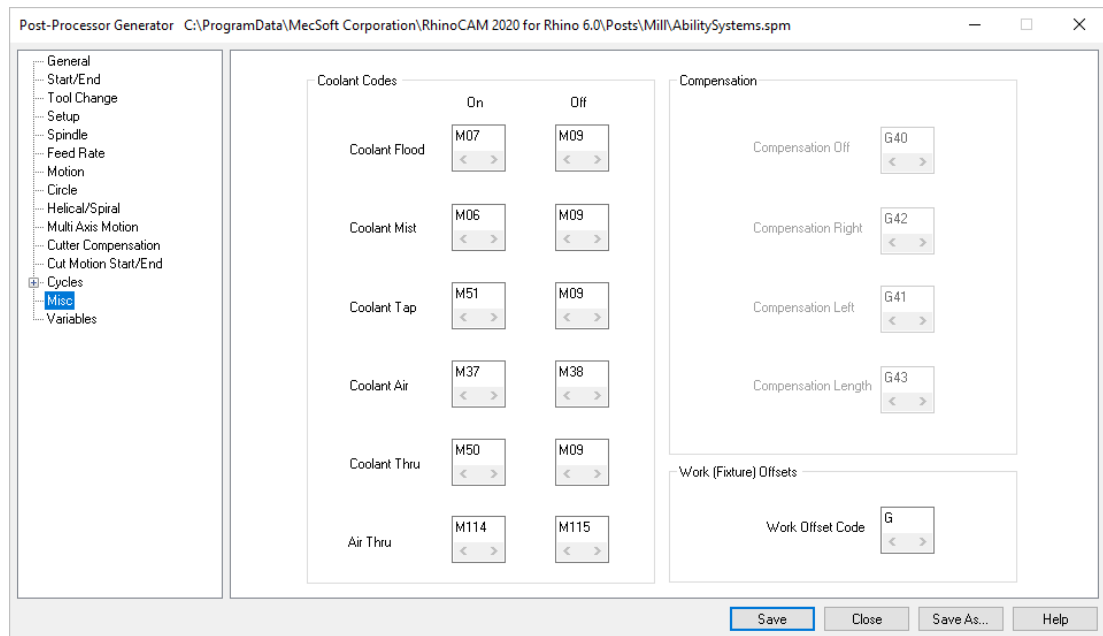 Post-Processor Generator C:\ProgramData\MecSoft Corporation\RhinoCAM 2020 for Rhino 6.0\Posts\Mill\AbilitySystems.spm
General
Start/End
Tool Change
Setup
Spindle
Feed Rate
Motion
Circle
Helical/Spiral
Multi Axis Motion
Cutter Compensation
Cut Motion Start/End
Cycles
Misc
Variables
Coolant Codes
On Off
Coolant Flood M07 M09
Coolant Mist M06 M09
Coolant Tap M51 M09
Coolant Air M37 M38
Coolant Thru M50 M09
Air Thru M114 M115
Compensation
Compensation Off G40
Compensation Right G42
Compensation Left G41
Compensation Length G43
Work (Fixture) Offsets
Work Offset Code G
Save Close Save As... Help